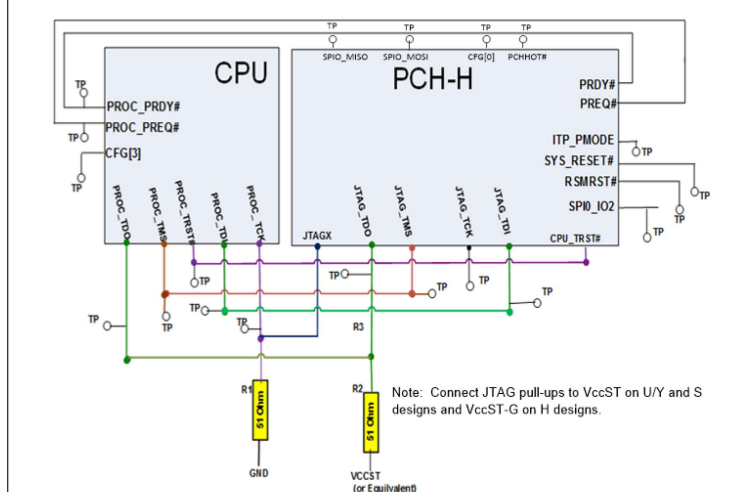 TP TP TP TP
SPIO_MISO SPIO_MOSI CFG[0] PCHHOT#
CPU
PCH-H
TP
PROC_PRDY#
PROC_PREQ#
TP
CFG[3]
TP
PRDY#
PREQ#
ITP_PMODE
TP
SYS_RESET#
RSMRST#
TP
SPI0_IO2
TP
TP
CPU_TRST#
PROC_TDO
PROC_TMS
PROC_TRST#
PROC_TDI
PROC_TCK
JTAGX
JTAG_TDO
JTAG_TMS
JTAG_TCK
JTAG_TDI
TP
TP
TP
TP
TP
TP
TP
TP
TP
R3
R1
51 Ohm
GND
R2
51 Ohm
VCCST
(or Equilvalent)
Note: Connect JTAG pull-ups to VccST on U/Y and S
designs and VccST-G on H designs.